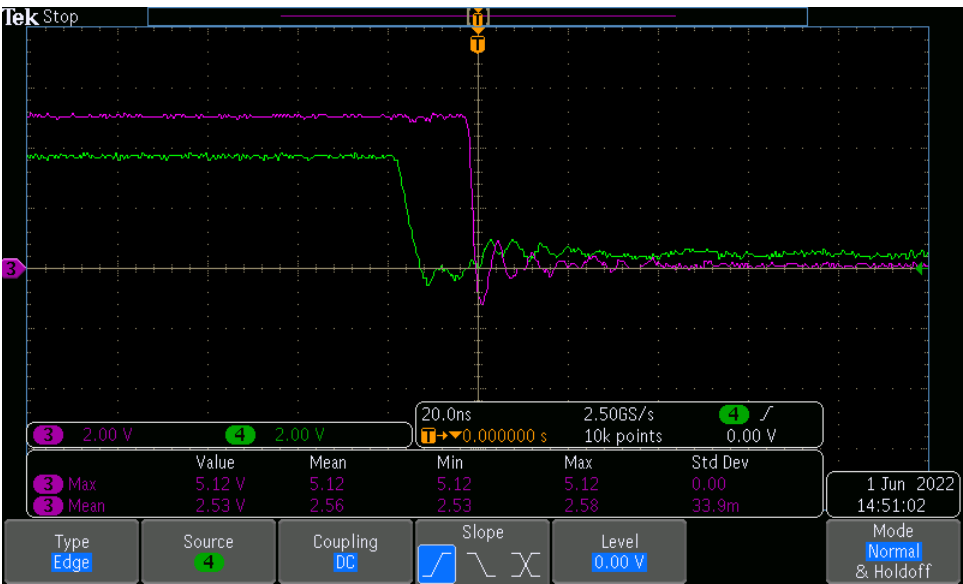 Tek Stop
T
T
3
3 2.00 V 4 2.00 V
20.0ns 2.50GS/s 4
T→▼0.000000 s 10k points 0.00 V
Value Mean Min Max Std Dev
3 Max 5.12 V 5.12 5.12 5.12 0.00
3 Mean 2.53 V 2.56 2.53 2.58 33.9m
1 Jun 2022
14:51:02
Type
Edge
Source
4
Coupling
DC
Slope
Level
0.00 V
Mode
Normal
& Holdoff